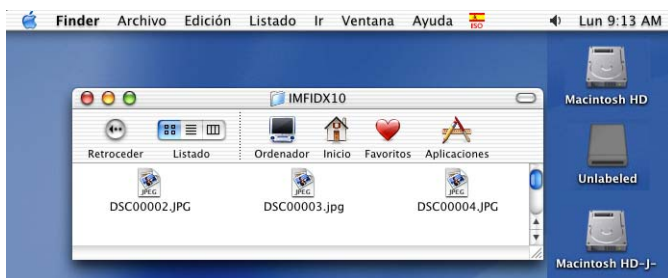 Finder Archivo Edición Listado Ir Ventana Ayuda ISO Lun 9:13 AM
IMFIDX10
Macintosh HD
Retroceder Listado Ordenador Inicio Favoritos Aplicaciones
JPEG JPEG JPEG
Unlabeled
DSC00002.JPG DSC00003.jpg DSC00004.JPG
Macintosh HD-J-